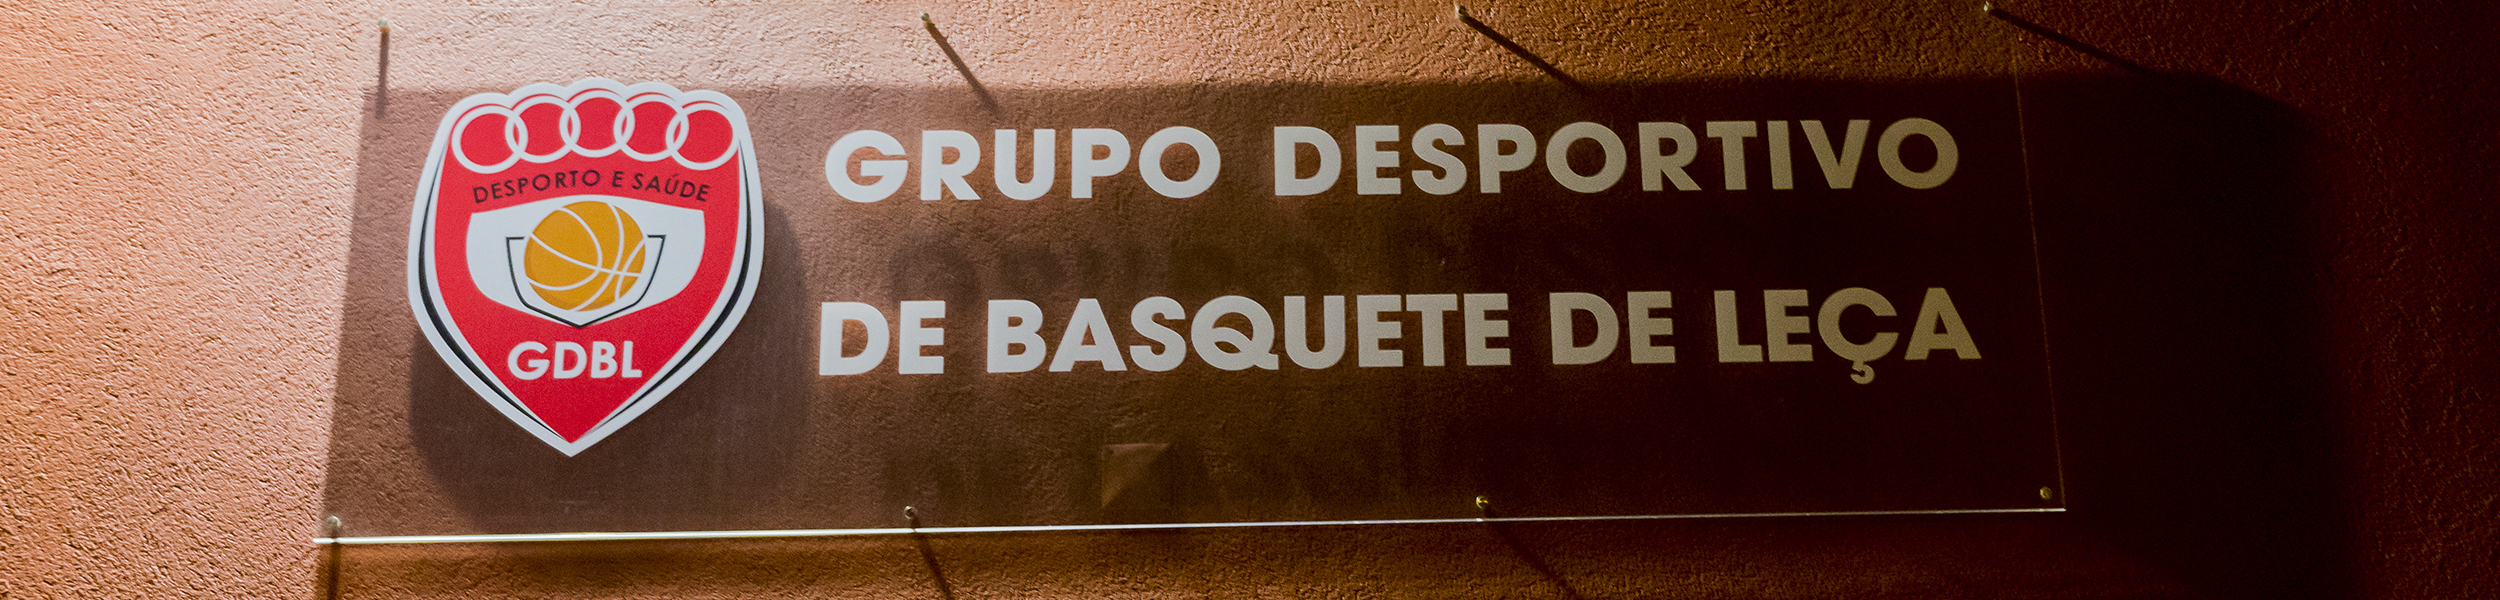 DESPORTO E SAÚDE
GDBL
GRUPO DESPORTIVO
DE BASQUETE DE LEÇA